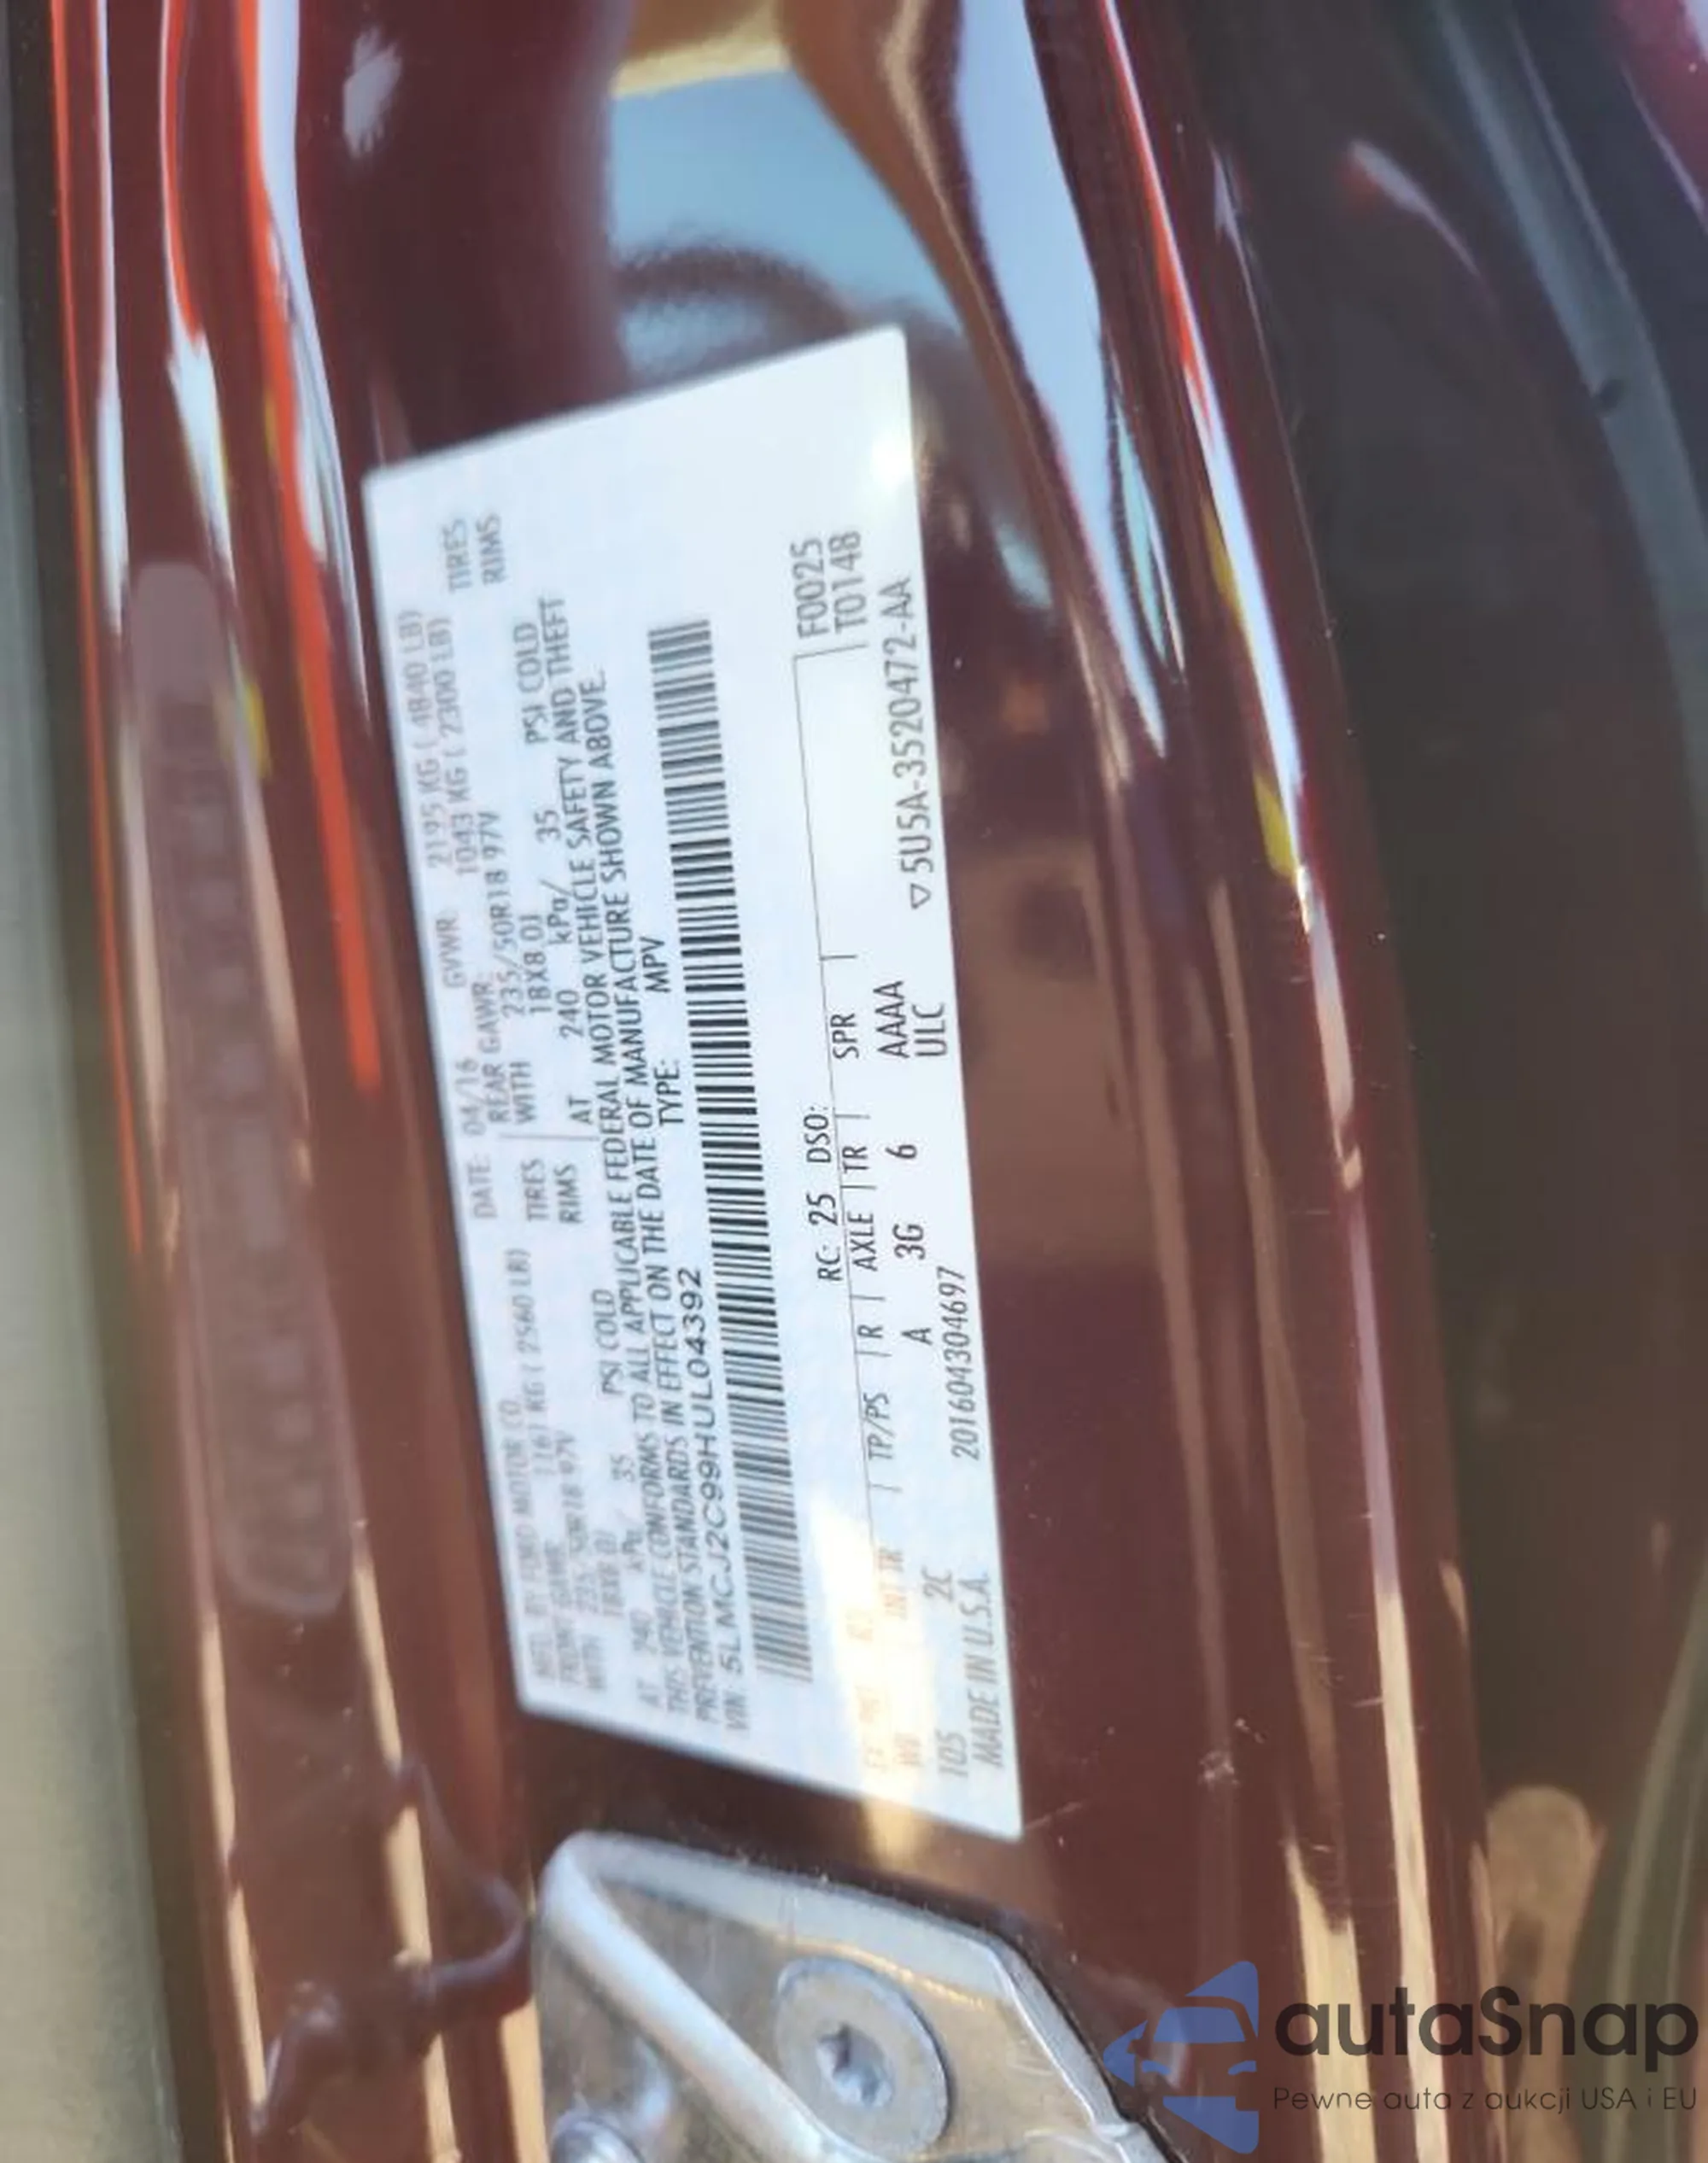 MFD. BY FORD MOTOR CO. DATE: 04/16 GVWR: 2195 KG ( 4840 LB)
FRONT GAWR: 1161 KG ( 2560 LB) REAR GAWR: 1043 KG ( 2300 LB)
WITH 235/50R18 97V TIRES WITH 235/50R18 97V TIRES
18X8.0J RIMS 18X8.0J RIMS
AT 240 kPa/ 35 PSI COLD AT 240 kPa/ 35 PSI COLD
THIS VEHICLE CONFORMS TO ALL APPLICABLE FEDERAL MOTOR VEHICLE SAFETY AND THEFT
PREVENTION STANDARDS IN EFFECT ON THE DATE OF MANUFACTURE SHOWN ABOVE.
VIN: 5LMCJ2C99HUL04392 TYPE: MPV
RC: 25 DSO: F0025
INT TR TP/PS R AXLE TR SPR T0148
2C A 3G 6 AAAA
105
MADE IN U.S.A. 201604304697 ULC ▽5U5A-3520472-AA
autaSnap
Pewne auta z aukcji USA i EU